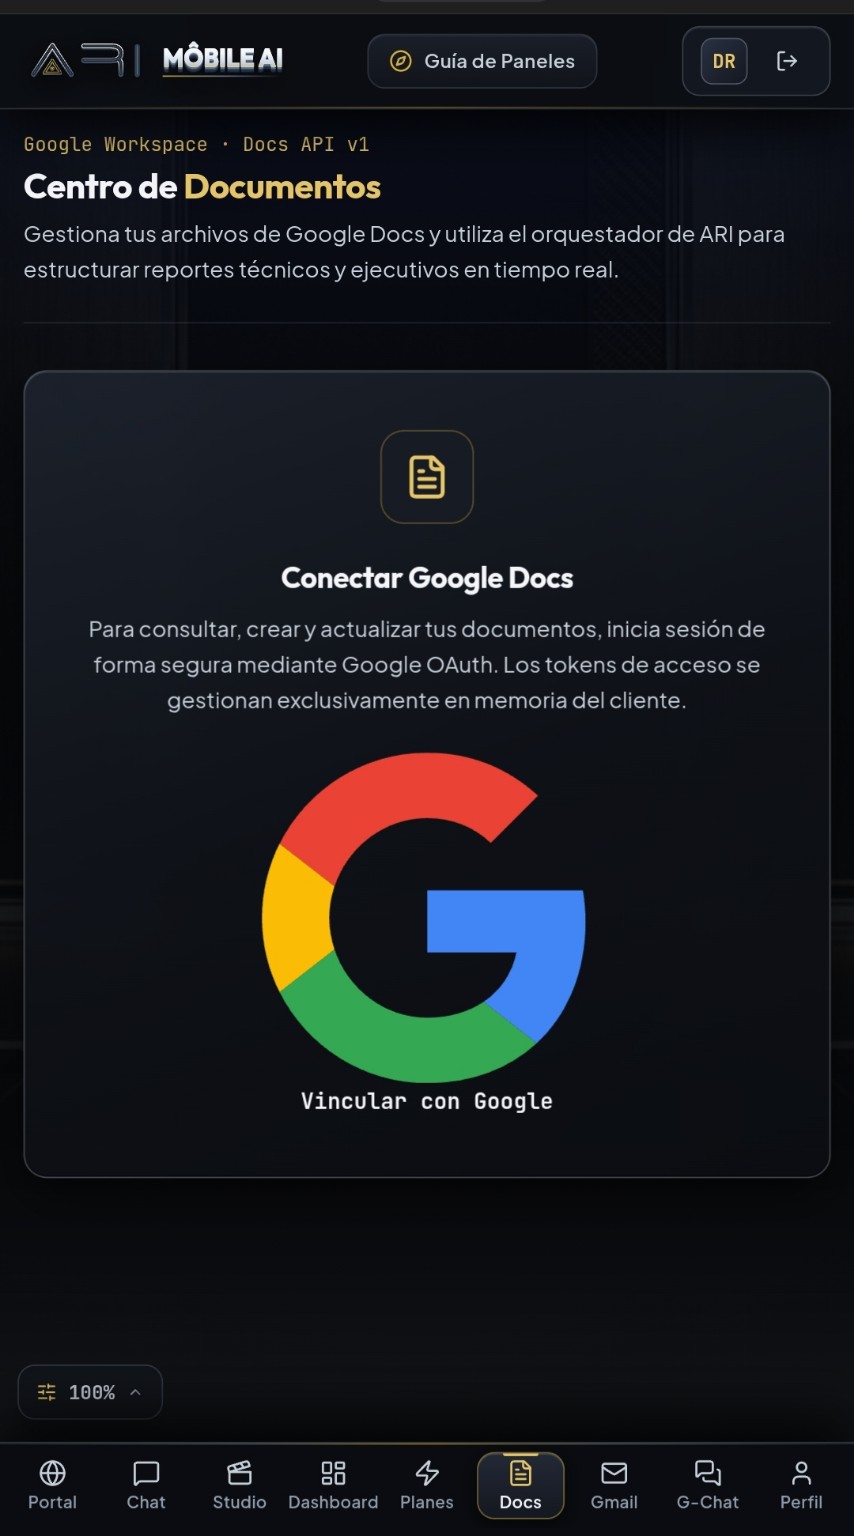 ARI MÔBILE AI
Guía de Paneles
DR
Google Workspace · Docs API v1
Centro de Documentos
Gestiona tus archivos de Google Docs y utiliza el orquestador de ARI para
estructurar reportes técnicos y ejecutivos en tiempo real.
Conectar Google Docs
Para consultar, crear y actualizar tus documentos, inicia sesión de
forma segura mediante Google OAuth. Los tokens de acceso se
gestionan exclusivamente en memoria del cliente.
Vincular con Google
100%
Portal Chat Studio Dashboard Planes Docs Gmail G-Chat Perfil